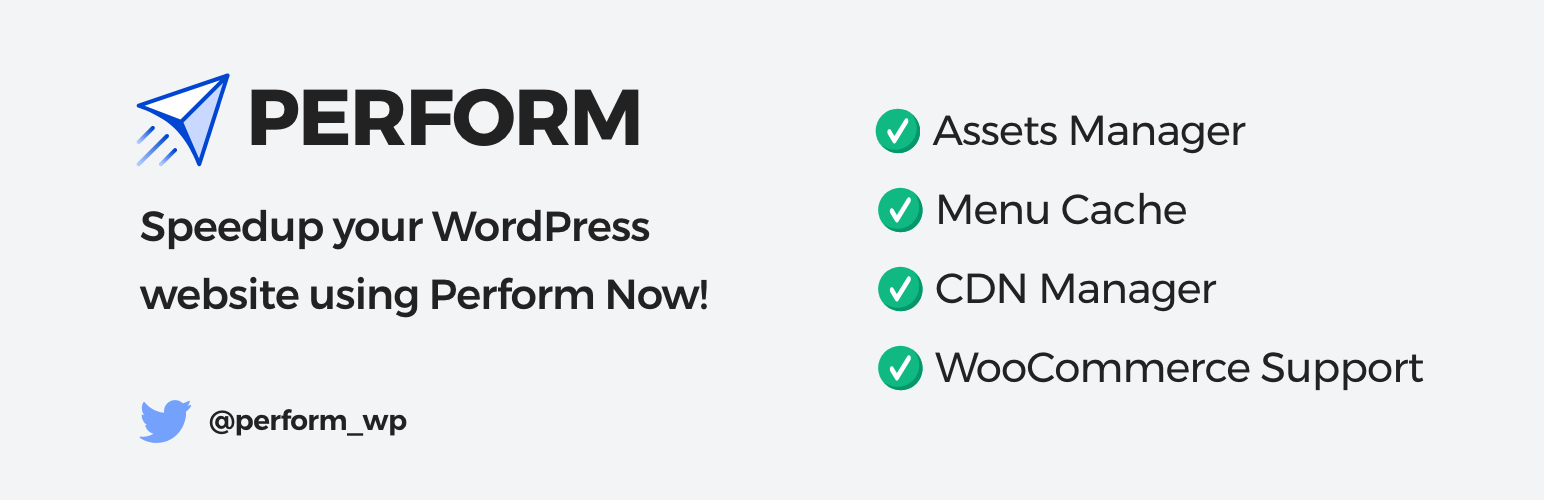 PERFORM
Speedup your WordPress
website using Perform Now!
@perform_wp
Assets Manager
Menu Cache
CDN Manager
WooCommerce Support